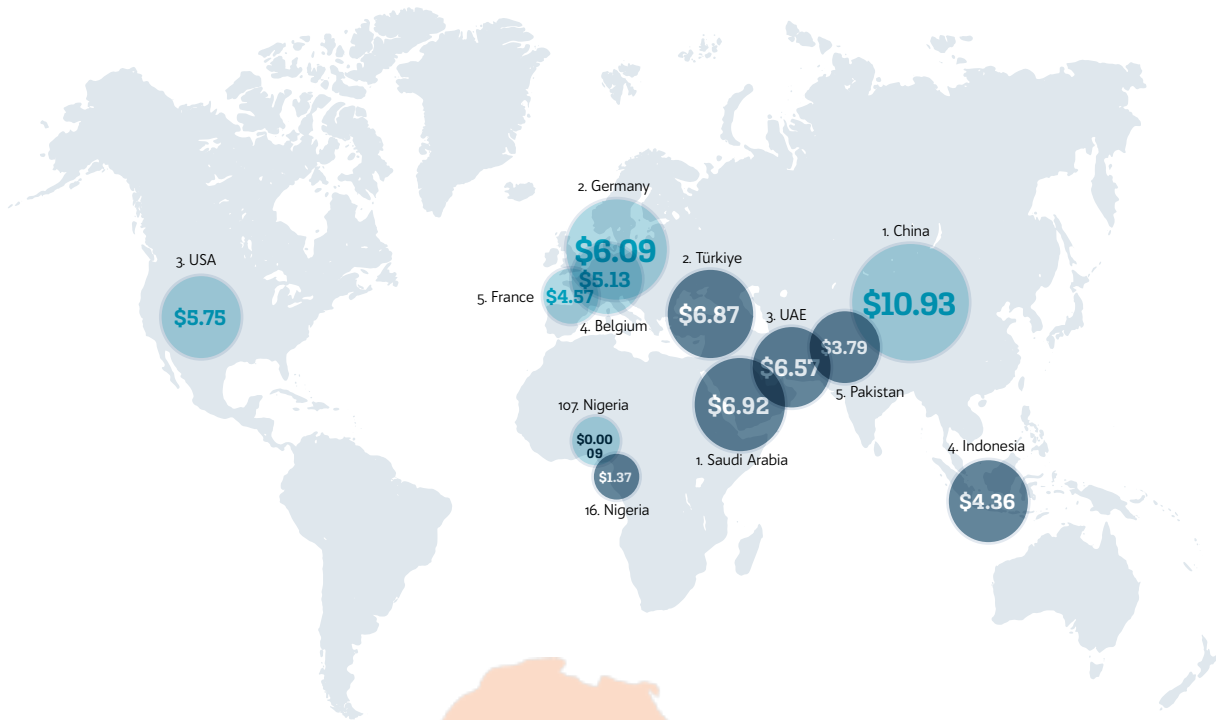 2. Germany
$6.09
$5.13
5. France
$4.57
4. Belgium
3. USA
$5.75
2. Türkiye
$6.87
1. China
$10.93
3. UAE
$6.57
$3.79
5. Pakistan
$6.92
1. Saudi Arabia
107. Nigeria
$0.00
09
$1.37
16. Nigeria
4. Indonesia
$4.36